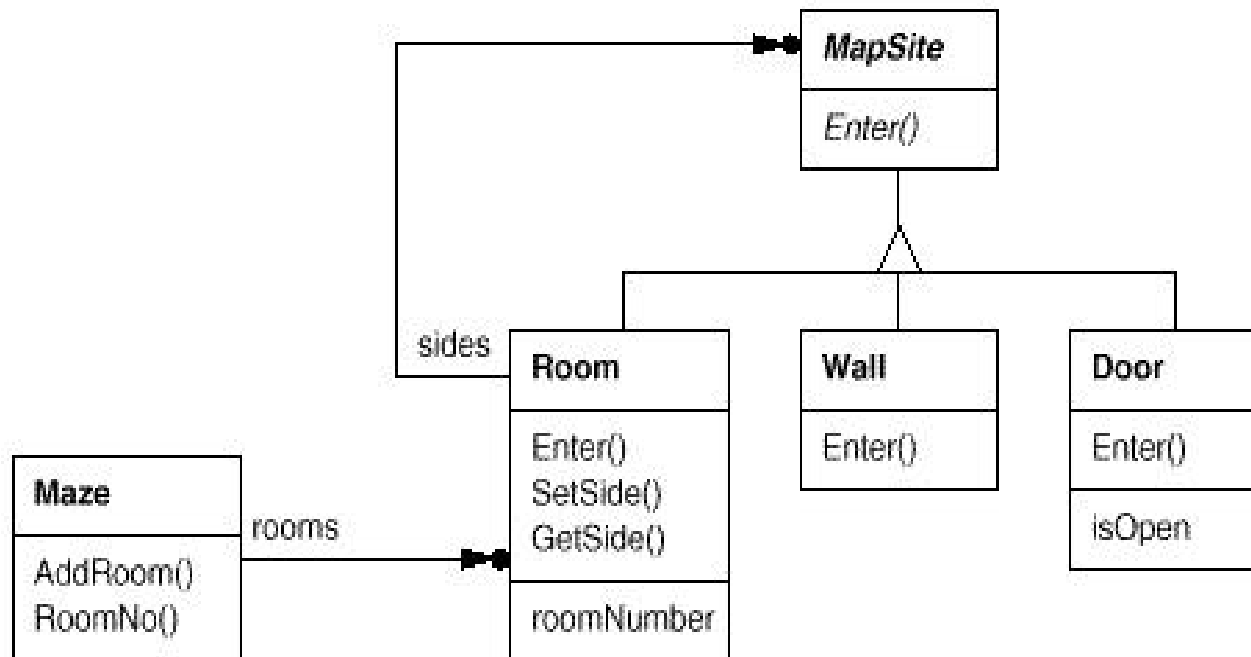 MapSite
Enter()
sides
Room
Enter()
SetSide()
GetSide()
roomNumber
Wall
Enter()
Door
Enter()
isOpen
Maze
AddRoom()
RoomNo()
rooms